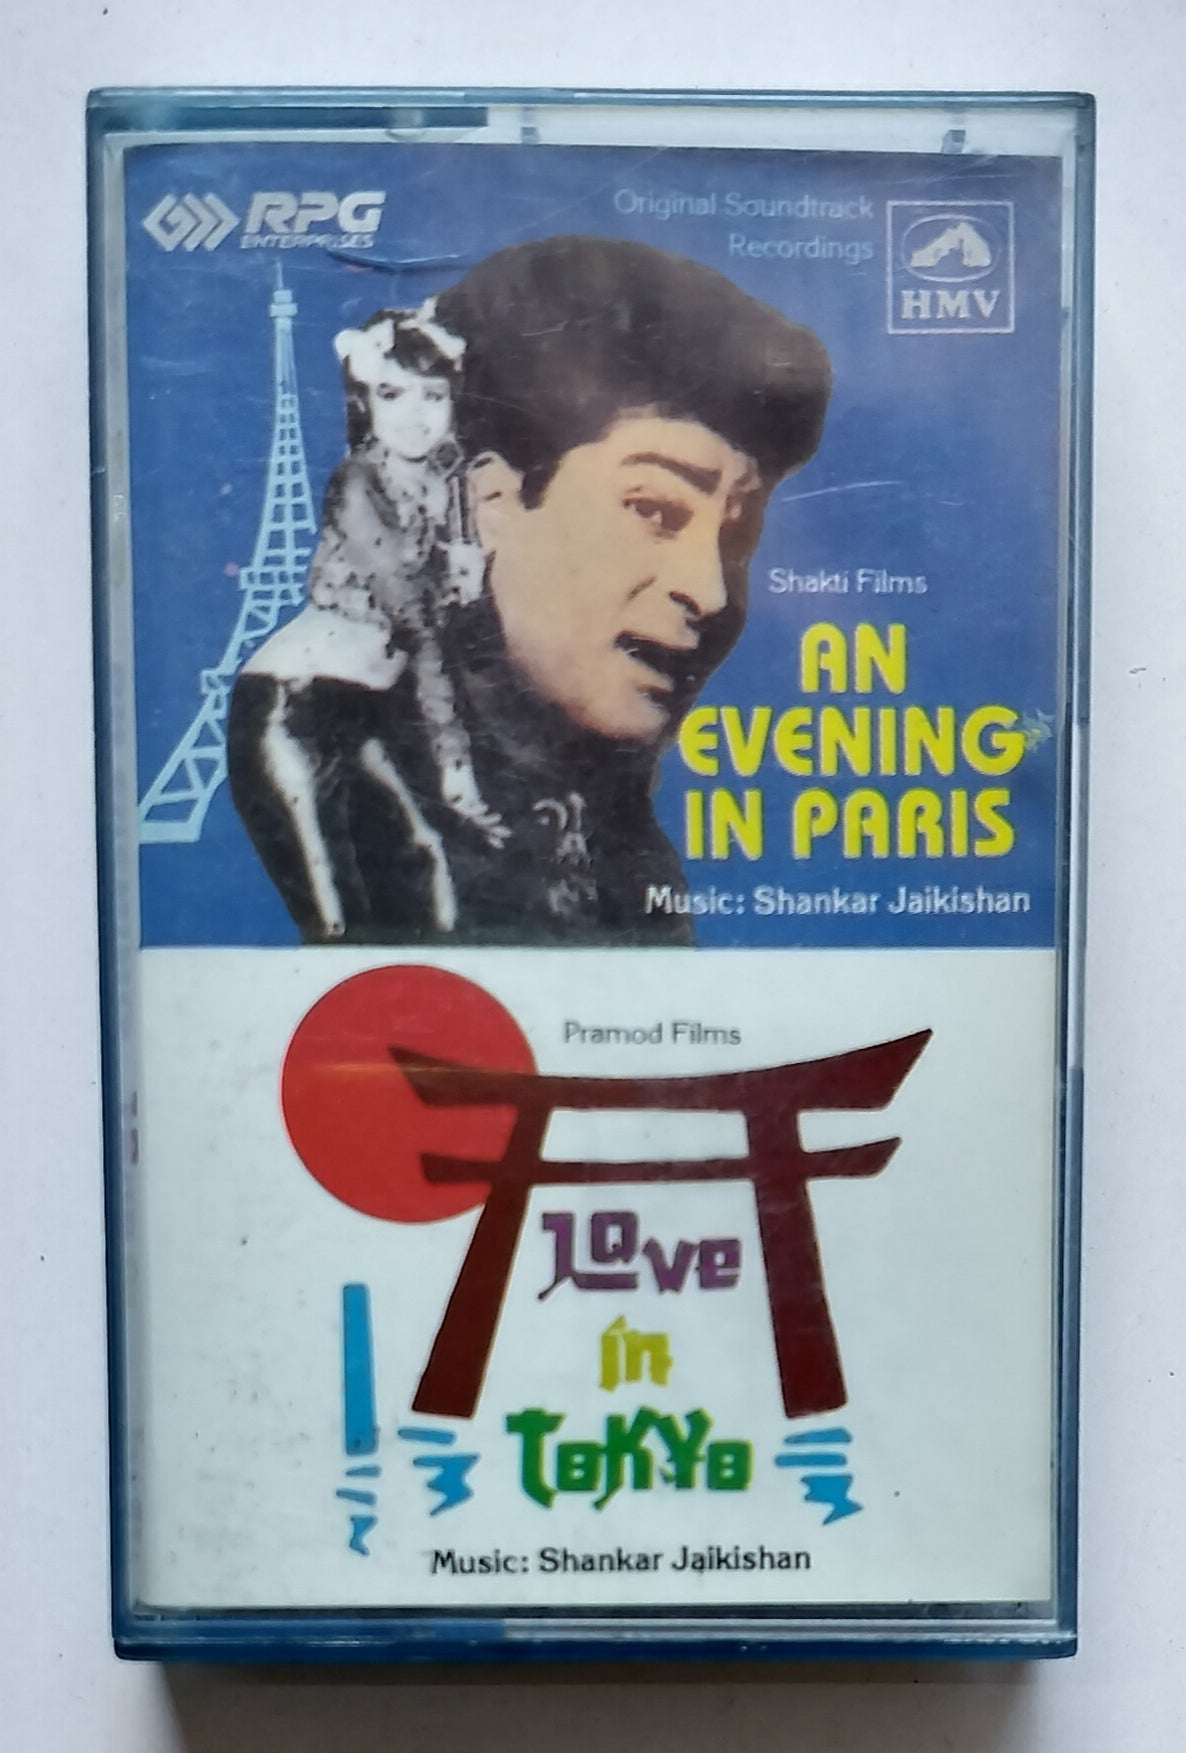 RPG
ENTERPRISES
Original Soundtrack
Recordings
HMV
Shakti Films
AN
EVENING
IN PARIS
Music: Shankar Jaikishan
Pramod Films
Love
in
Tokyo
Music: Shankar Jaikishan